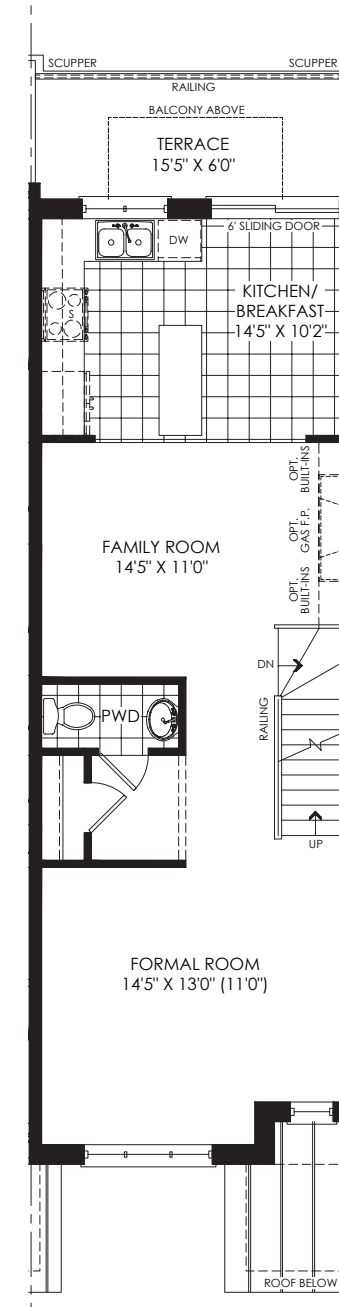 SCUPPER
SCUPPER
RAILING
BALCONY ABOVE
TERRACE
15'5" X 6'0"
6' SLIDING DOOR
DW
KITCHEN/
BREAKFAST
14'5" X 10'2"
S
OPT.
BUILT-INS
FAMILY ROOM
14'5" X 11'0"
OPT.
GAS F.P.
OPT.
BUILT-INS
DN
PWD
RAILING
UP
FORMAL ROOM
14'5" X 13'0" (11'0")
ROOF BELOW